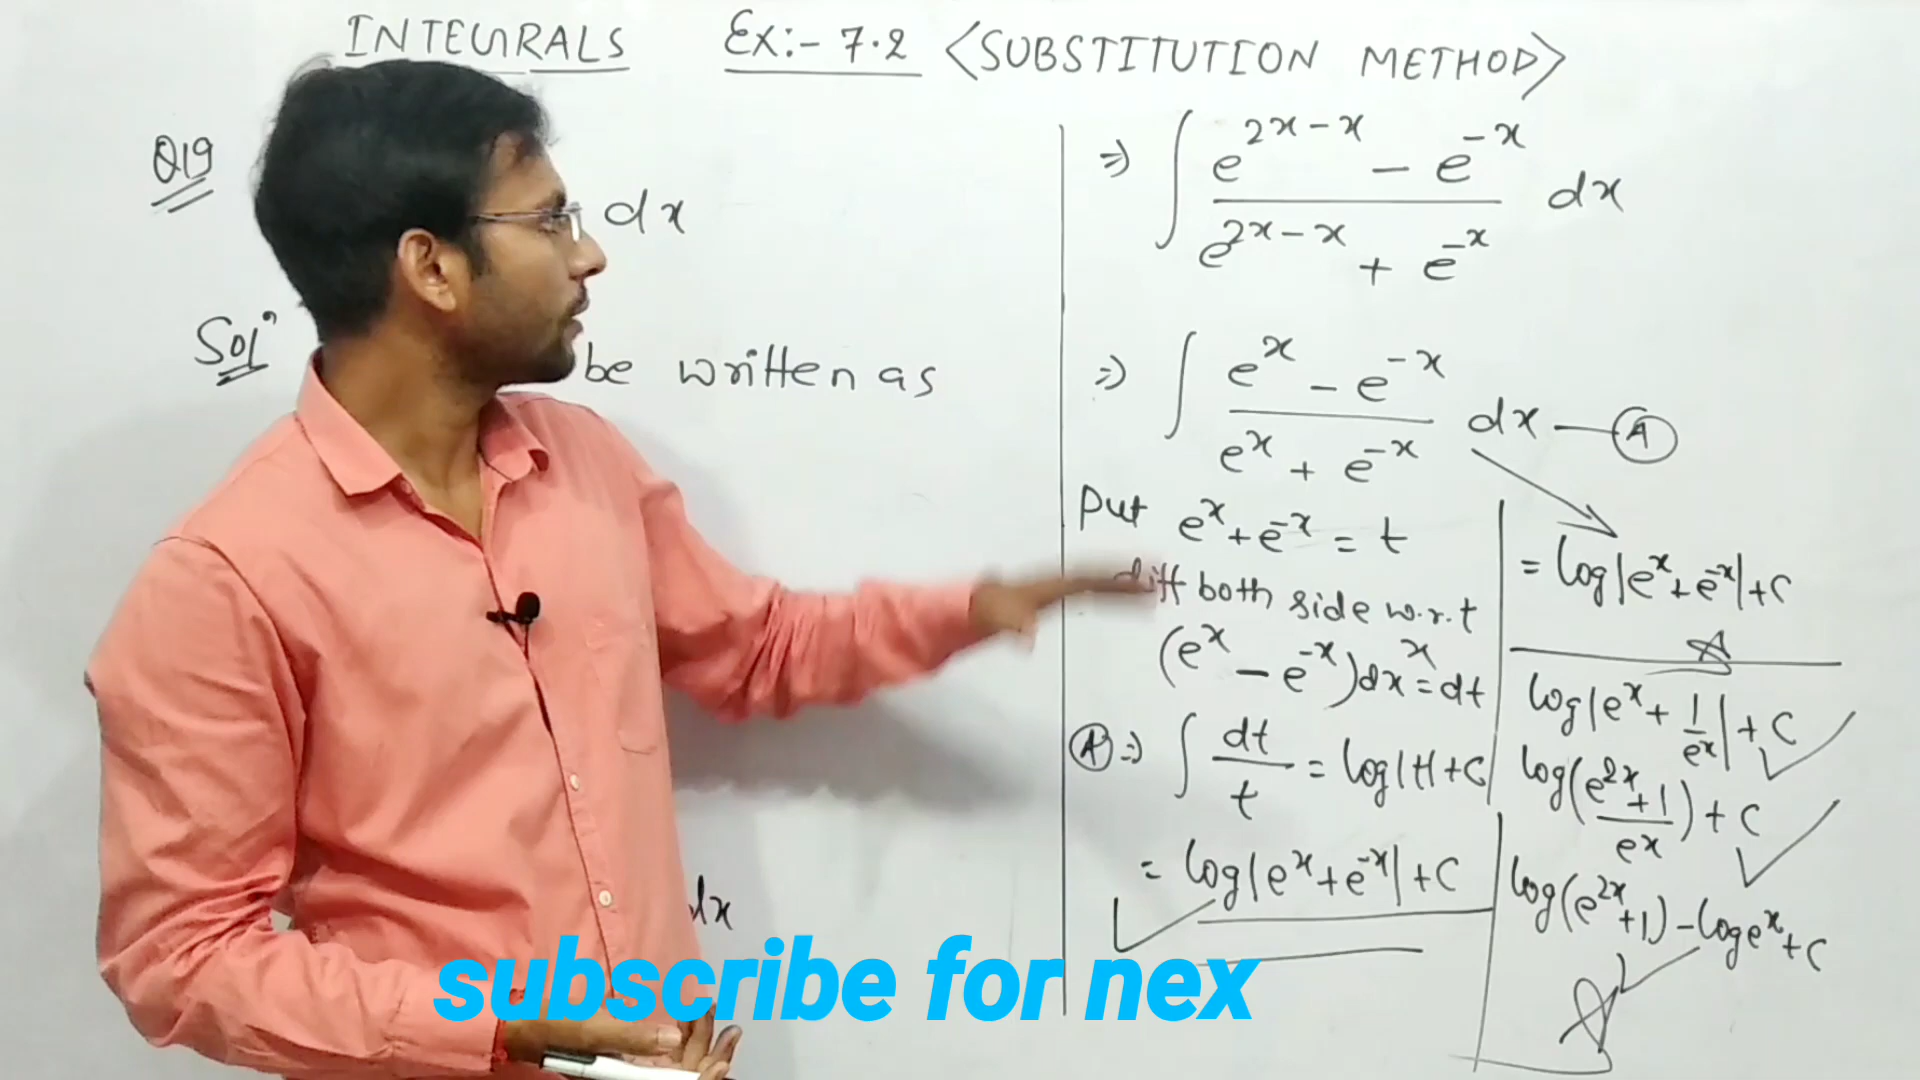 INTEGRALS Ex:- 7.2 <SUBSTITUTION METHOD>
Q19
dx
Sol^n
be written as
dx
⇒ ∫ (e^(2x-x) - e^(-x)) / (e^(2x-x) + e^(-x)) dx
⇒ ∫ (e^x - e^(-x)) / (e^x + e^(-x)) dx — (A)
Put e^x + e^(-x) = t
diff both side w.r.t x
(e^x - e^(-x))dx = dt
(A) ⇒ ∫ dt/t = log|t| + C
= log|e^x + e^(-x)| + C
= log|e^x + e^(-x)| + C
log|e^x + 1/e^x| + C
log((e^(2x) + 1)/e^x) + C
log(e^(2x) + 1) - log e^x + C
subscribe for nex